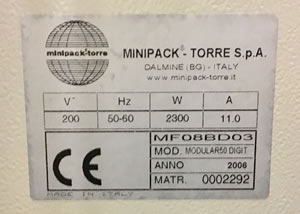 minipack-torre
MINIPACK - TORRE S.p.A.
DALMINE (BG) - ITALY
www.minipack-torre.it
V~ Hz W A
200 50-60 2300 11.0
MF08BD03
MOD. MODULAR50 DIGIT
ANNO 2006
MATR. 0002292
CE
MADE IN ITALY